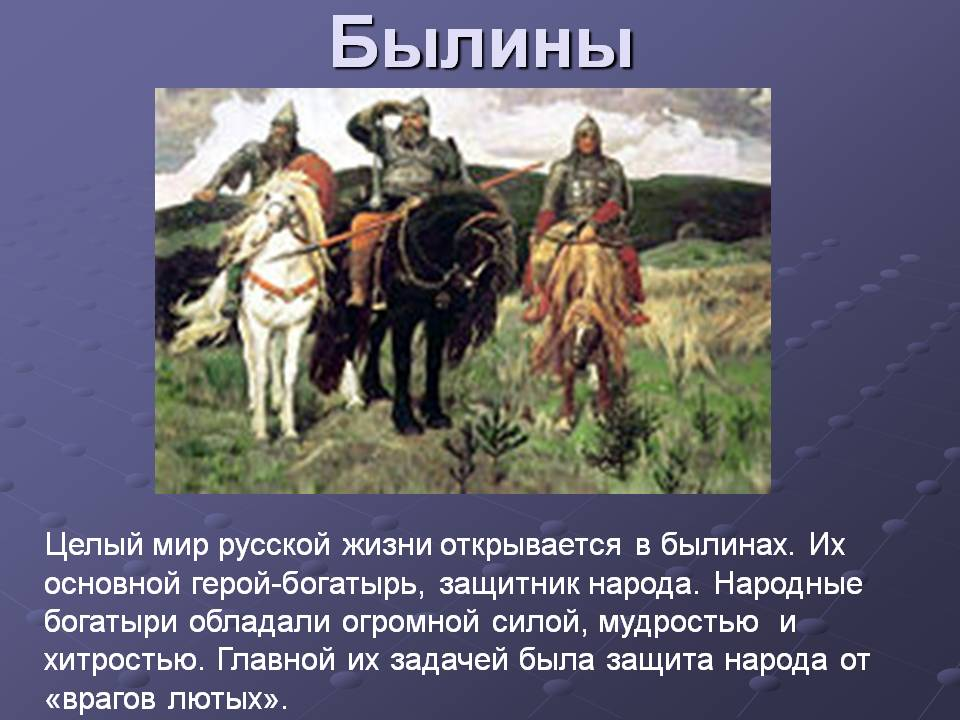 Былины
Целый мир русской жизни открывается в былинах. Их
основной герой-богатырь, защитник народа. Народные
богатыри обладали огромной силой, мудростью и
хитростью. Главной их задачей была защита народа от
«врагов лютых».